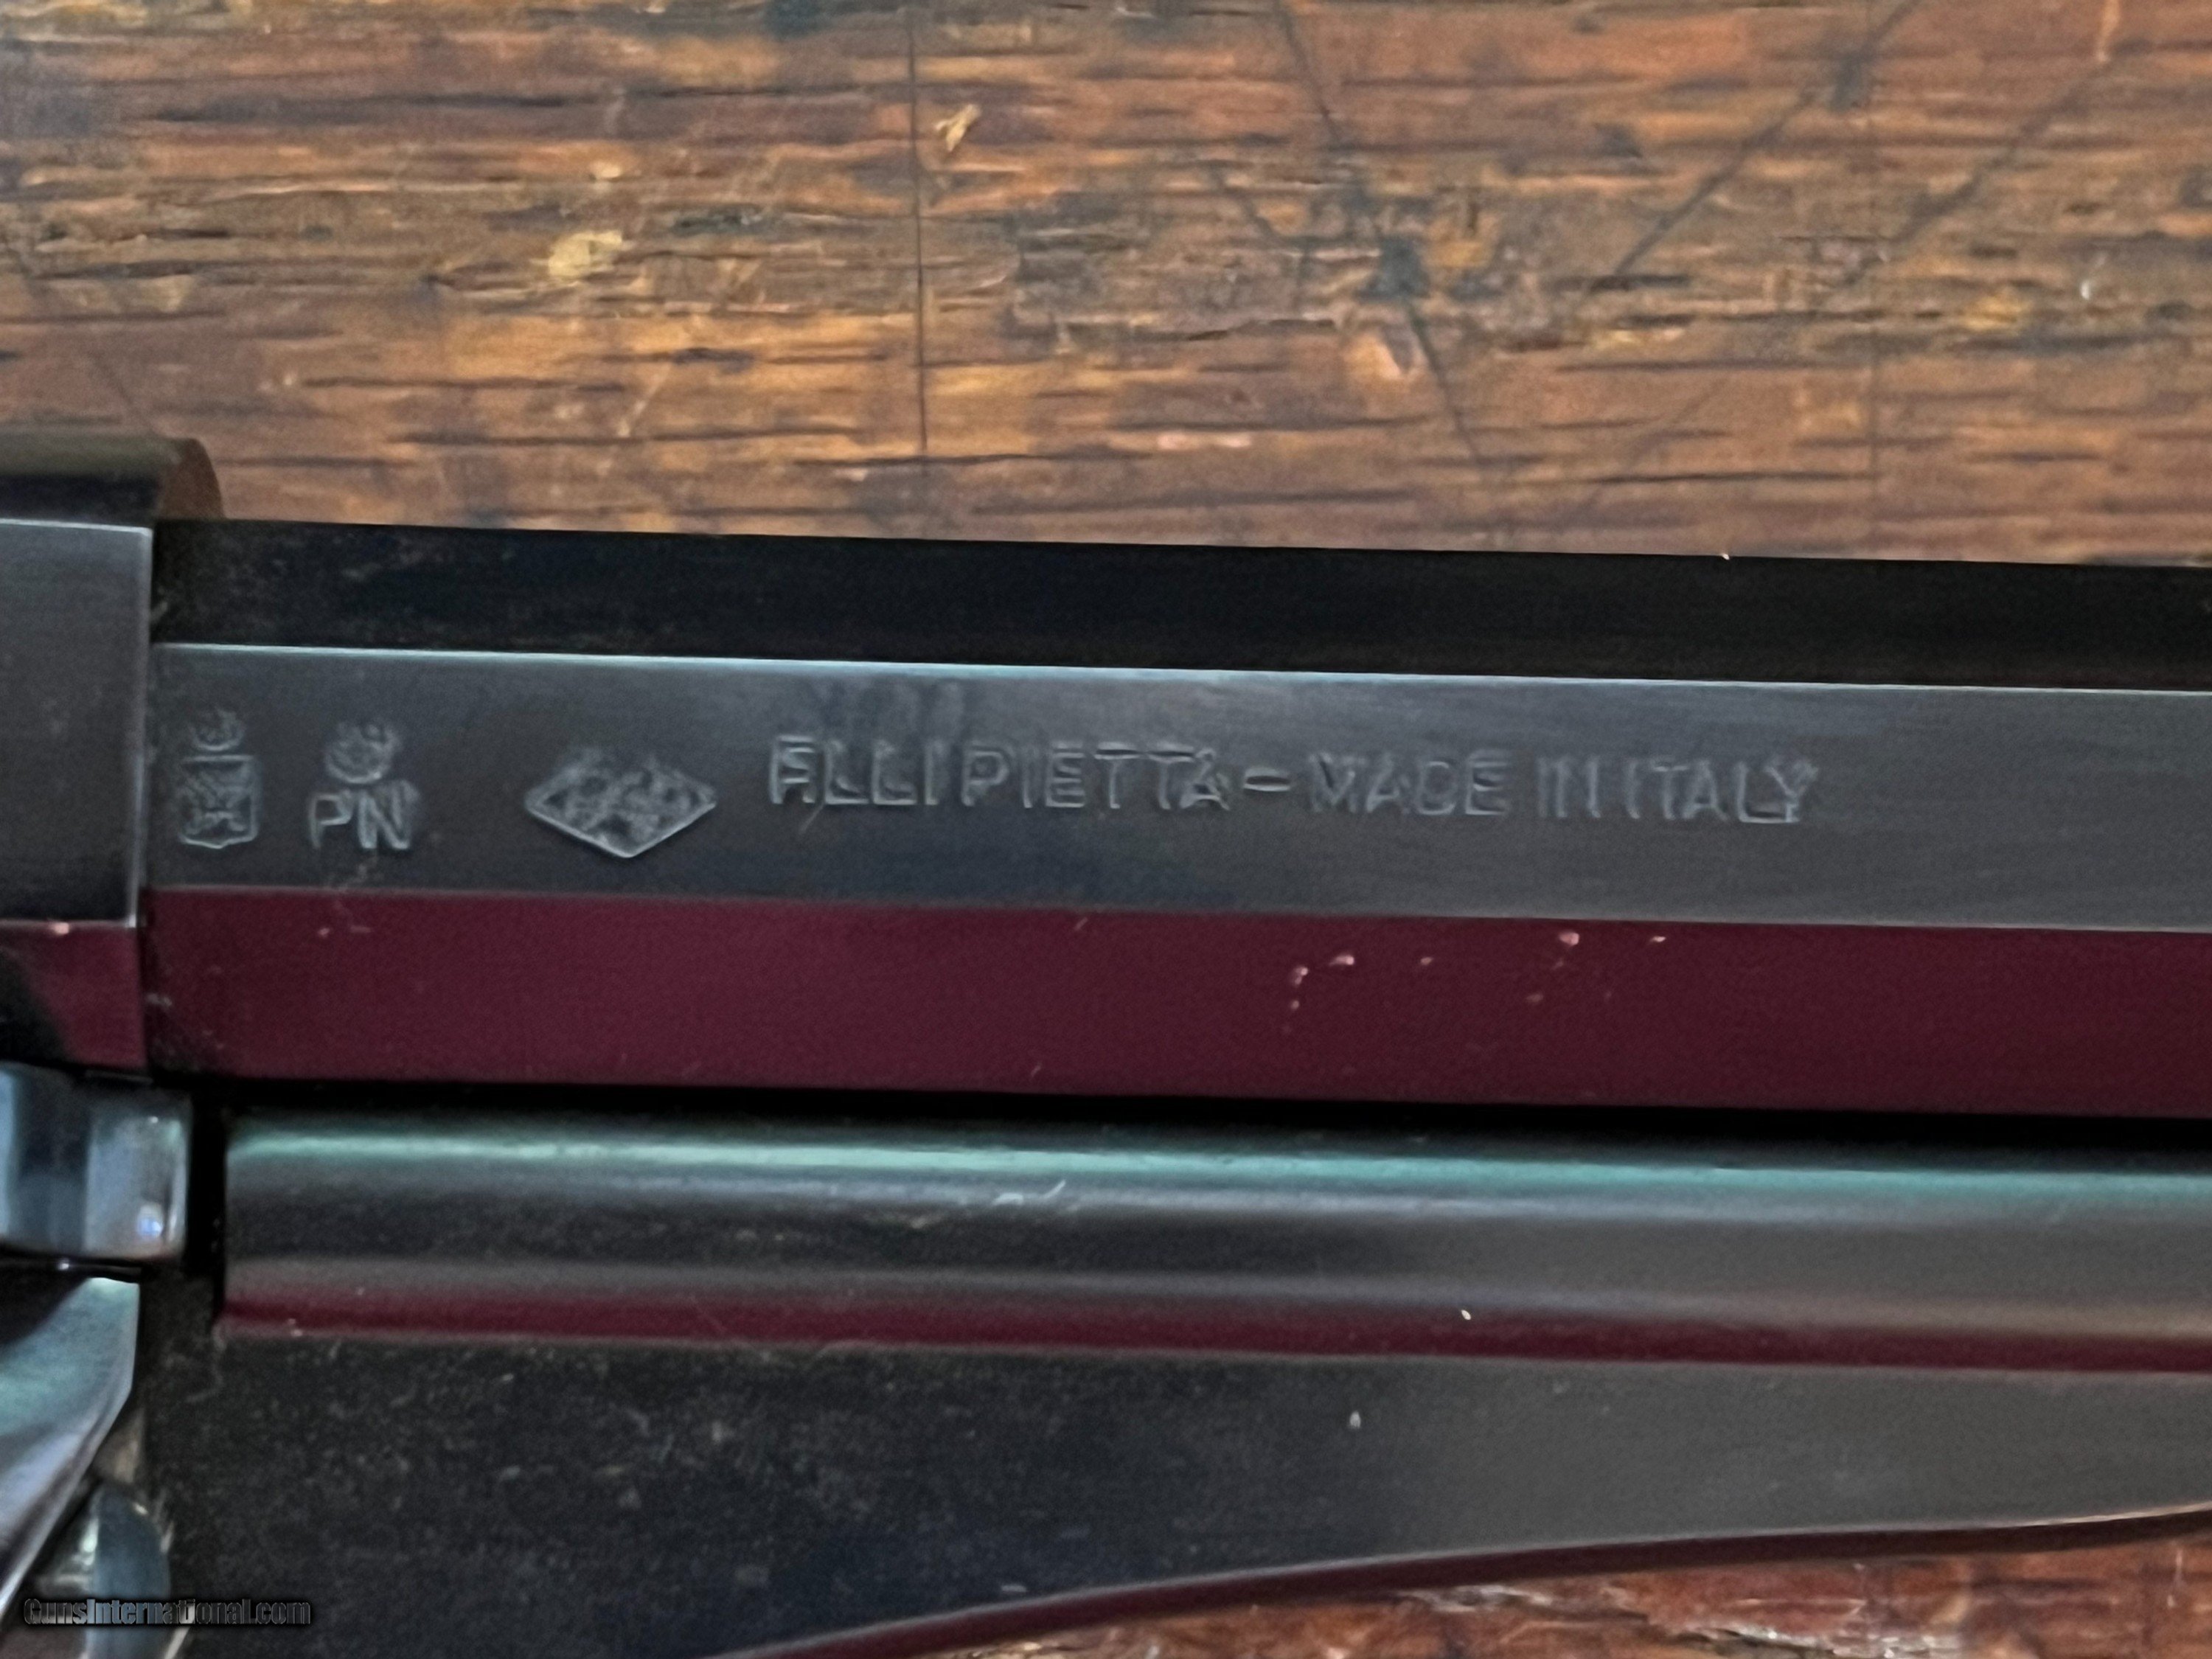 PN F.LLI PIETTA - MADE IN ITALY
GunsInternational.com